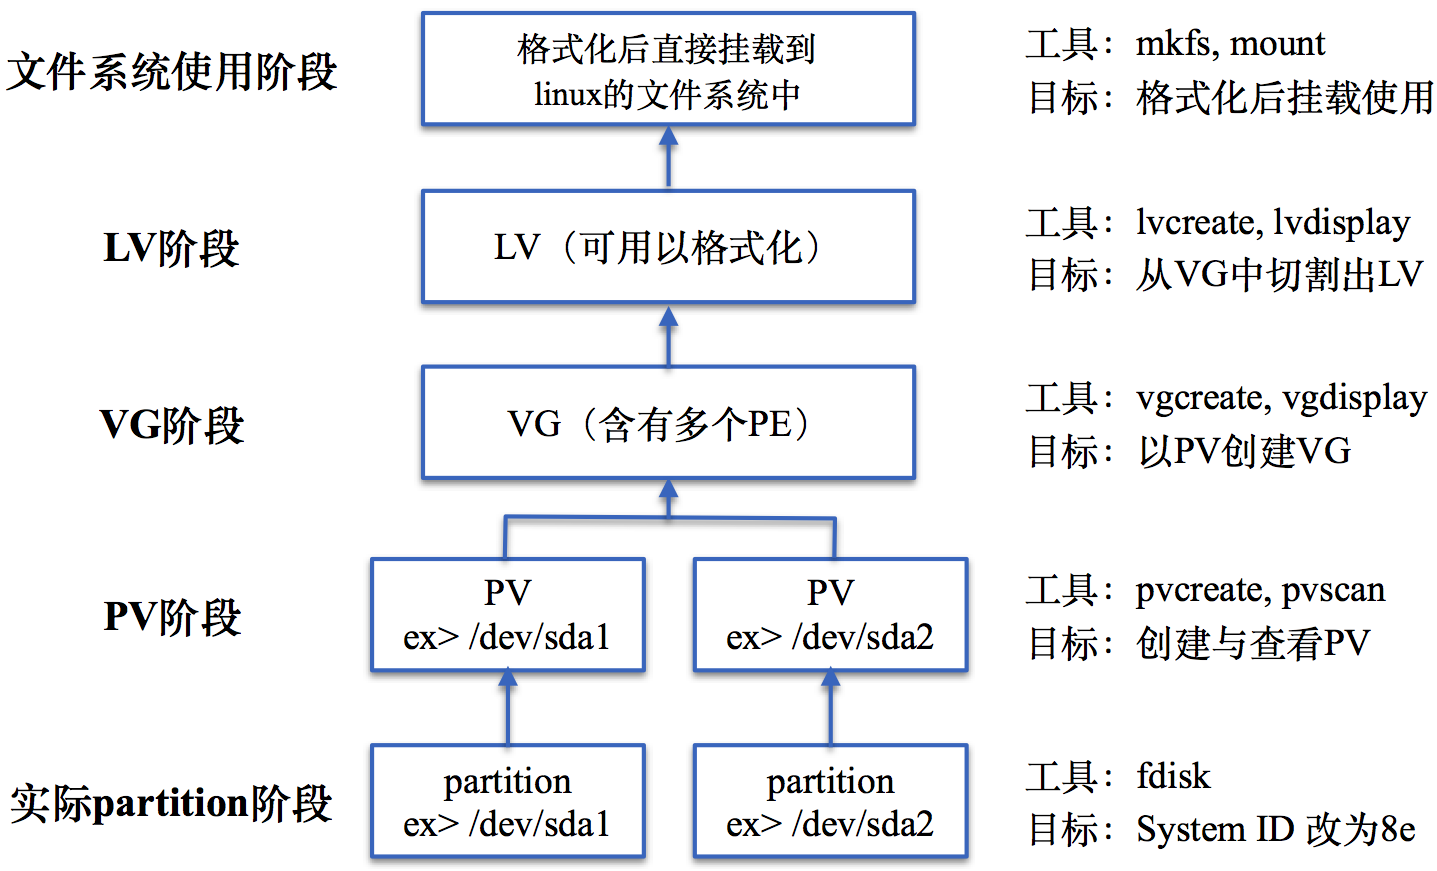 文件系统使用阶段
格式化后直接挂载到
linux的文件系统中
工具：mkfs, mount
目标：格式化后挂载使用
LV阶段
LV（可用以格式化）
工具：lvcreate, lvdisplay
目标：从VG中切割出LV
VG阶段
VG（含有多个PE）
工具：vgcreate, vgdisplay
目标：以PV创建VG
PV阶段
PV
ex> /dev/sda1
PV
ex> /dev/sda2
工具：pvcreate, pvscan
目标：创建与查看PV
实际partition阶段
partition
ex> /dev/sda1
partition
ex> /dev/sda2
工具：fdisk
目标：System ID 改为8e